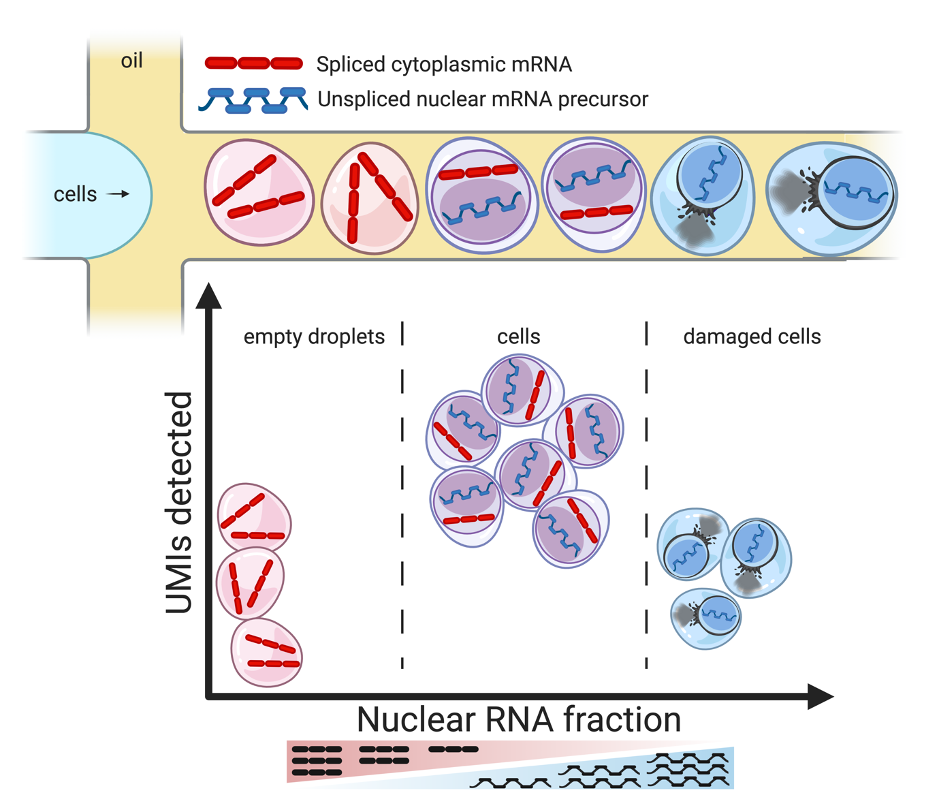 oil
Spliced cytoplasmic mRNA
Unspliced nuclear mRNA precursor
cells
empty droplets
cells
damaged cells
UMIs detected
Nuclear RNA fraction